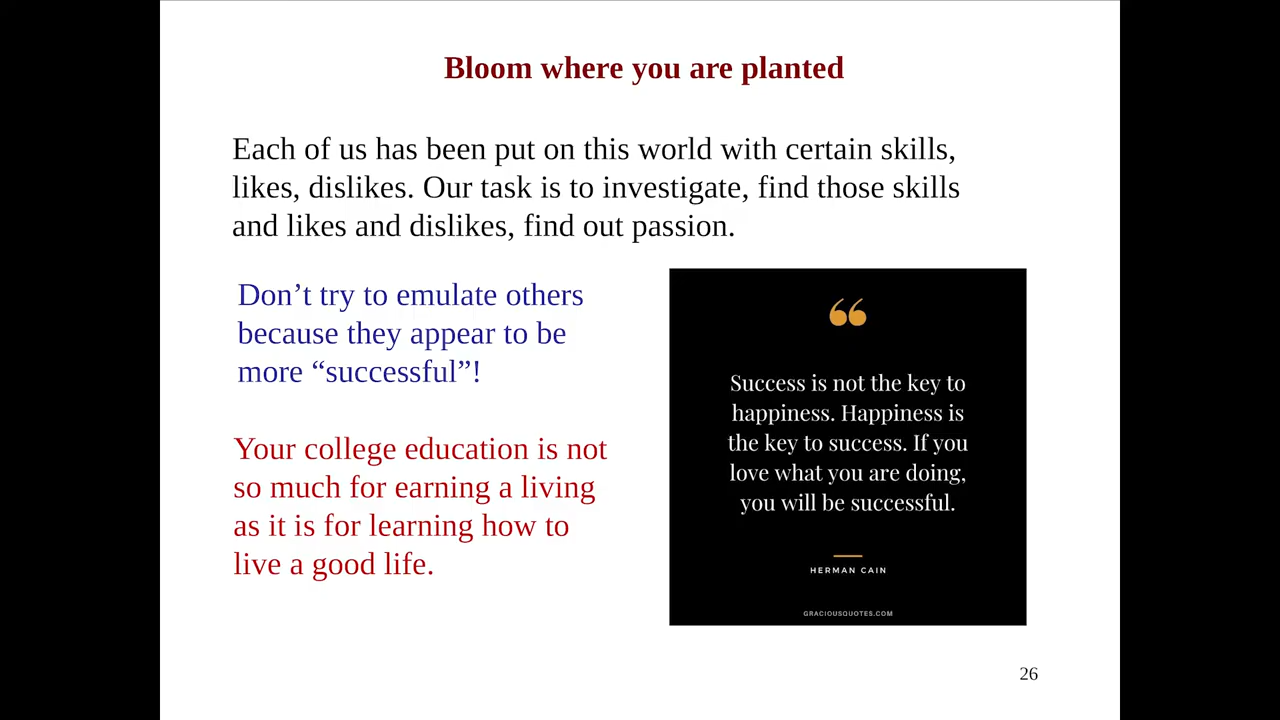 Bloom where you are planted
Each of us has been put on this world with certain skills,
likes, dislikes. Our task is to investigate, find those skills
and likes and dislikes, find out passion.
Don’t try to emulate others
because they appear to be
more “successful”!
Your college education is not
so much for earning a living
as it is for learning how to
live a good life.
“
Success is not the key to
happiness. Happiness is
the key to success. If you
love what you are doing,
you will be successful.
HERMAN CAIN
GRACIOUSQUOTES.COM
26